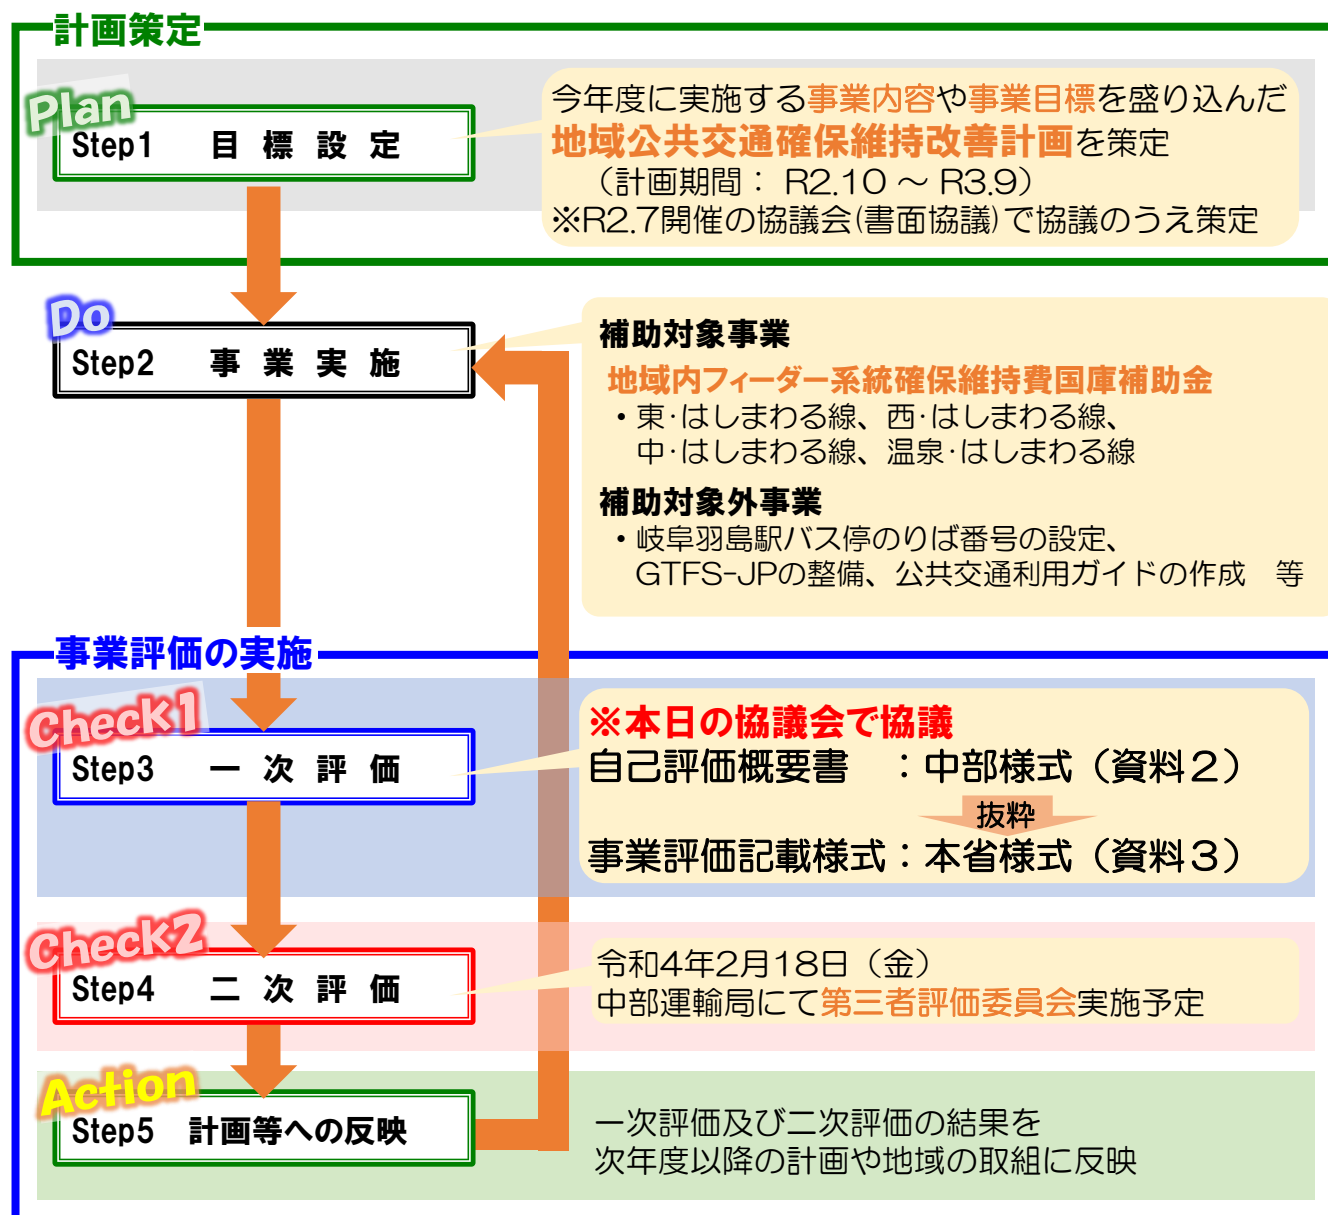 計画策定
Plan
Step1 目標設定
今年度に実施する事業内容や事業目標を盛り込んだ
地域公共交通確保維持改善計画を策定
（計画期間： R2.10 ～ R3.9）
※R2.7開催の協議会(書面協議)で協議のうえ策定
Do
Step2 事業実施
補助対象事業
地域内フィーダー系統確保維持費国庫補助金
・東･はしまわる線、西･はしまわる線、
中･はしまわる線、温泉･はしまわる線
補助対象外事業
・岐阜羽島駅バス停のりば番号の設定、
GTFS-JPの整備、公共交通利用ガイドの作成　等
事業評価の実施
Check1
Step3 一次評価
※本日の協議会で協議
自己評価概要書　：中部様式（資料２）
抜粋
事業評価記載様式：本省様式（資料３）
Check2
Step4 二次評価
令和4年2月18日（金）
中部運輸局にて第三者評価委員会実施予定
Action
Step5 計画等への反映
一次評価及び二次評価の結果を
次年度以降の計画や地域の取組に反映